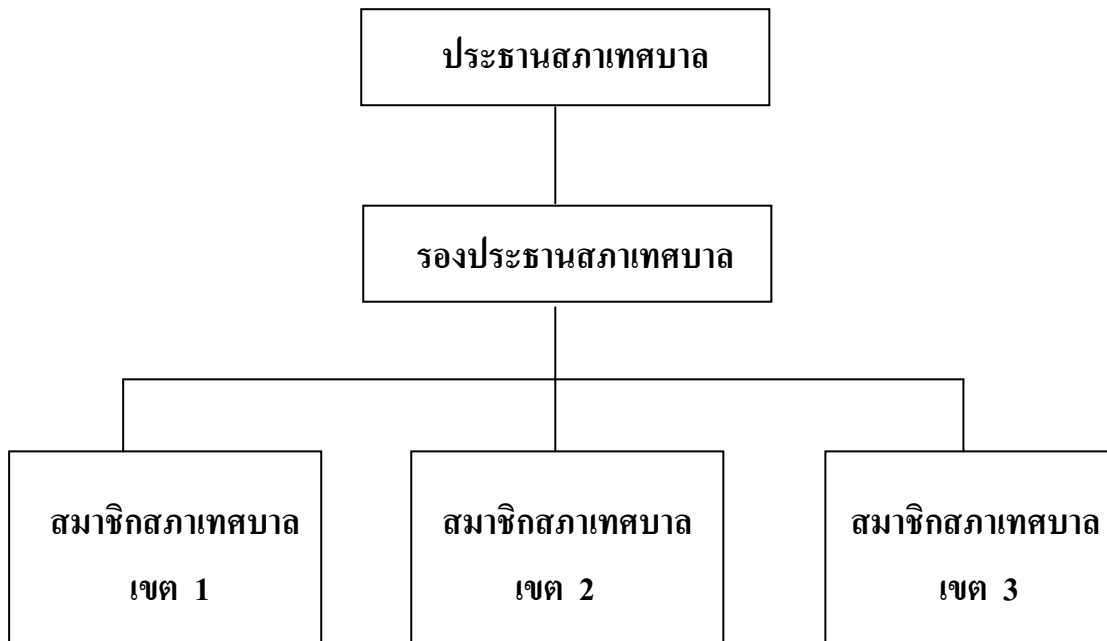 ประธานสภาเทศบาล
รองประธานสภาเทศบาล
สมาชิกสภาเทศบาล
เขต 1
สมาชิกสภาเทศบาล
เขต 2
สมาชิกสภาเทศบาล
เขต 3